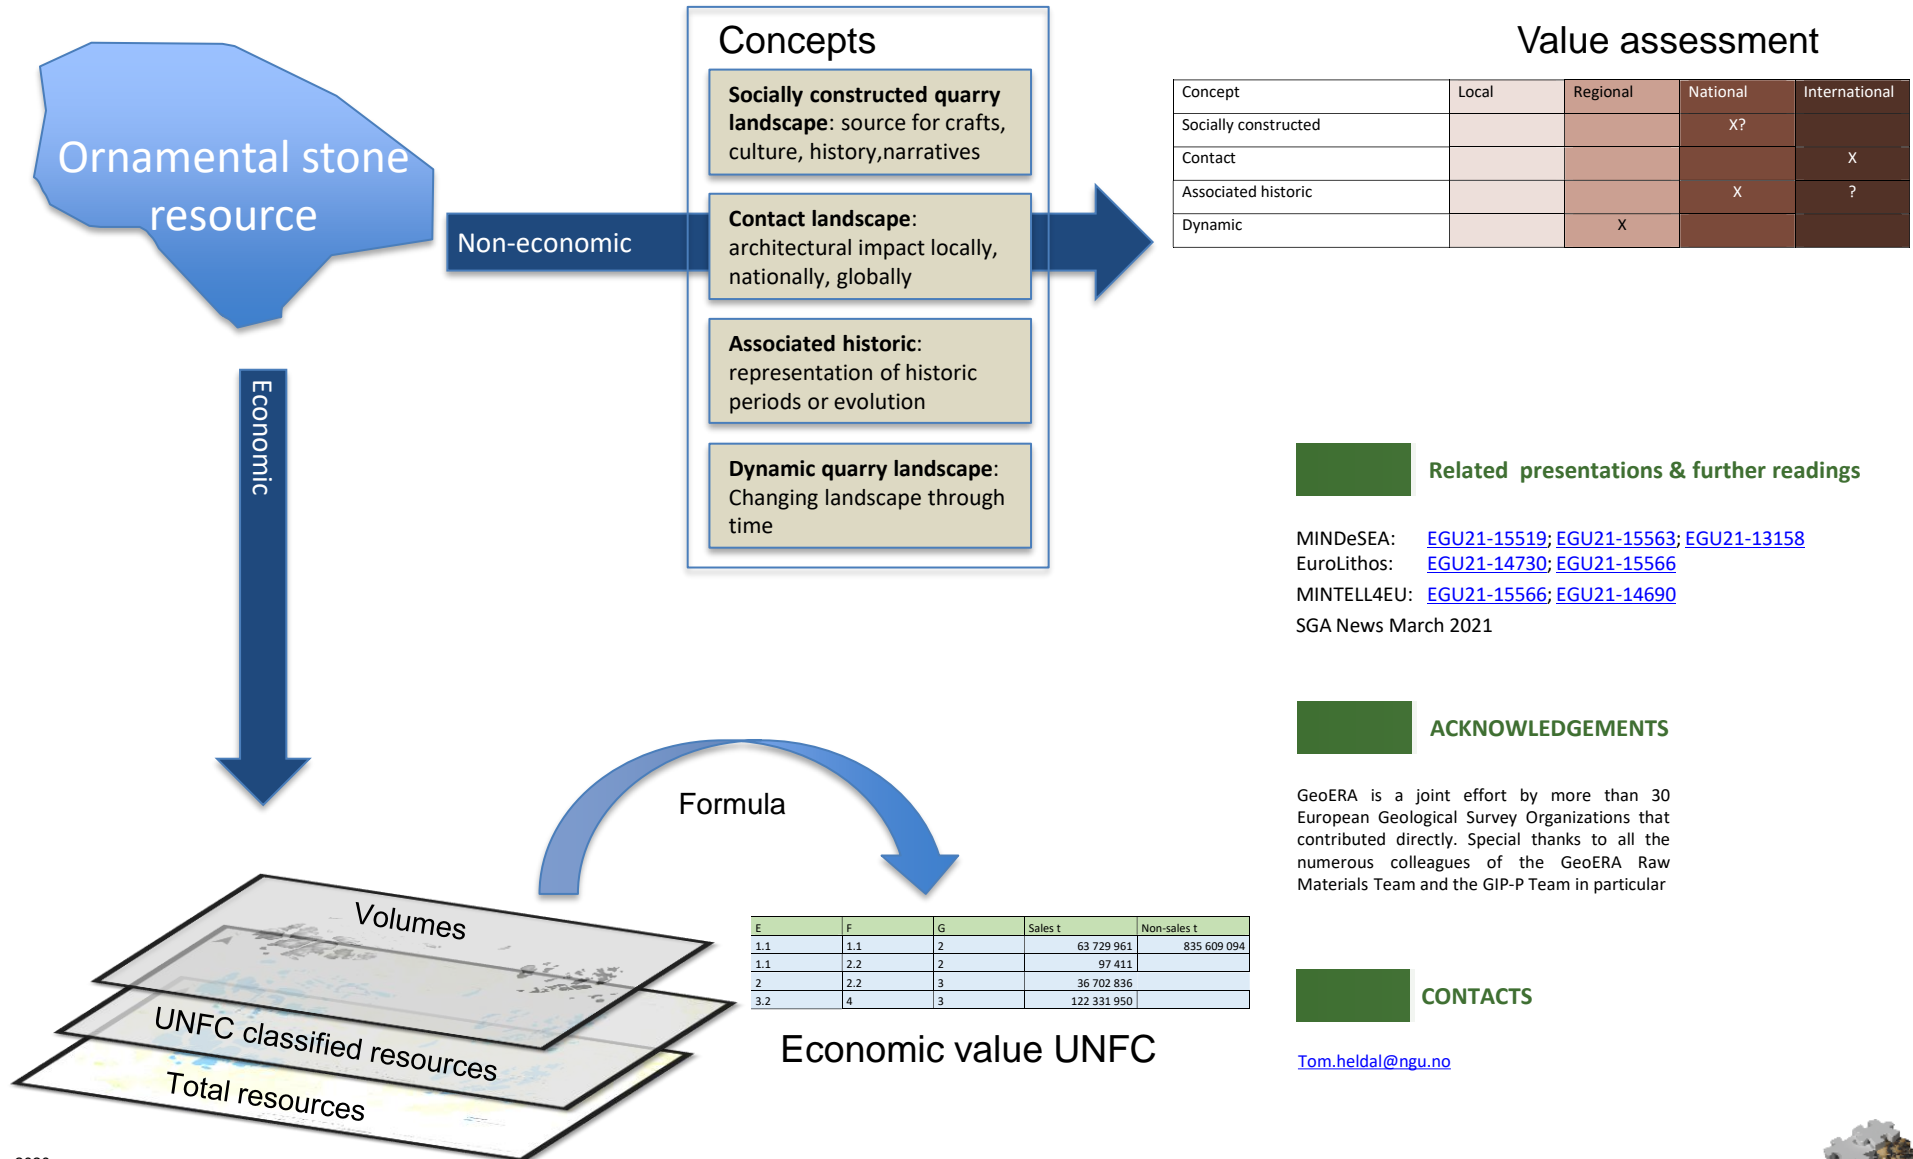 Ornamental stone
resource
Non-economic
Economic
Concepts
Socially constructed quarry
landscape: source for crafts,
culture, history,narratives
Contact landscape:
architectural impact locally,
nationally, globally
Associated historic:
representation of historic
periods or evolution
Dynamic quarry landscape:
Changing landscape through
time
Value assessment
Concept Local Regional National International
Socially constructed X?
Contact X
Associated historic X ?
Dynamic X
Related presentations & further readings
MINDeSEA: EGU21-15519; EGU21-15563; EGU21-13158
EuroLithos: EGU21-14730; EGU21-15566
MINTELL4EU: EGU21-15566; EGU21-14690
SGA News March 2021
ACKNOWLEDGEMENTS
GeoERA is a joint effort by more than 30
European Geological Survey Organizations that
contributed directly. Special thanks to all the
numerous colleagues of the GeoERA Raw
Materials Team and the GIP-P Team in particular
CONTACTS
Tom.heldal@ngu.no
Formula
Volumes
UNFC classified resources
Total resources
E F G Sales t Non-sales t
1.1 1.1 2 63 729 961 835 609 094
1.1 2.2 2 97 411
2 2.2 3 36 702 836
3.2 4 3 122 331 950
Economic value UNFC